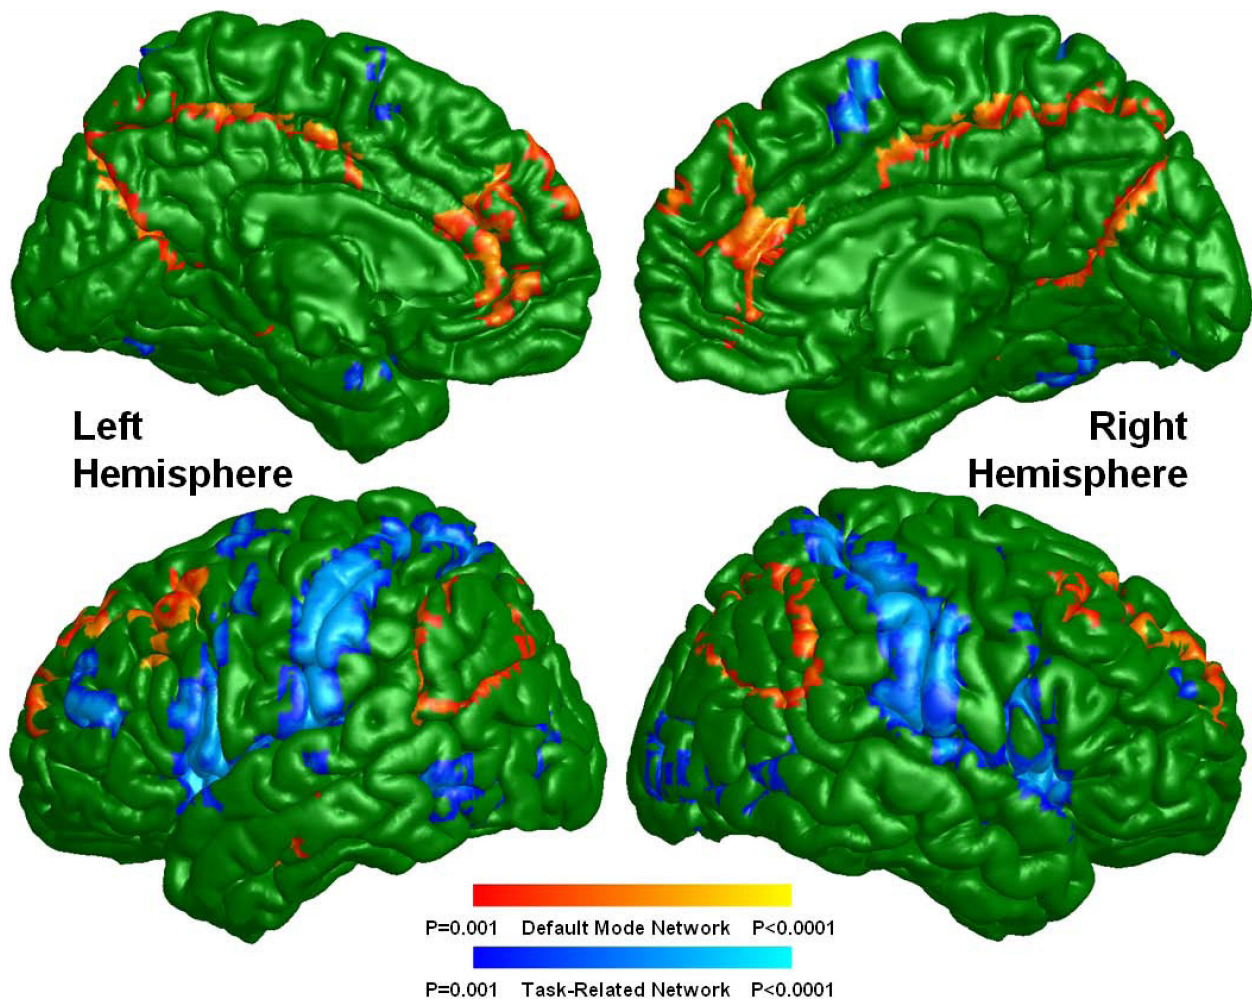 Left
Hemisphere
Right
Hemisphere
P=0.001 Default Mode Network P<0.0001
P=0.001 Task-Related Network P<0.0001